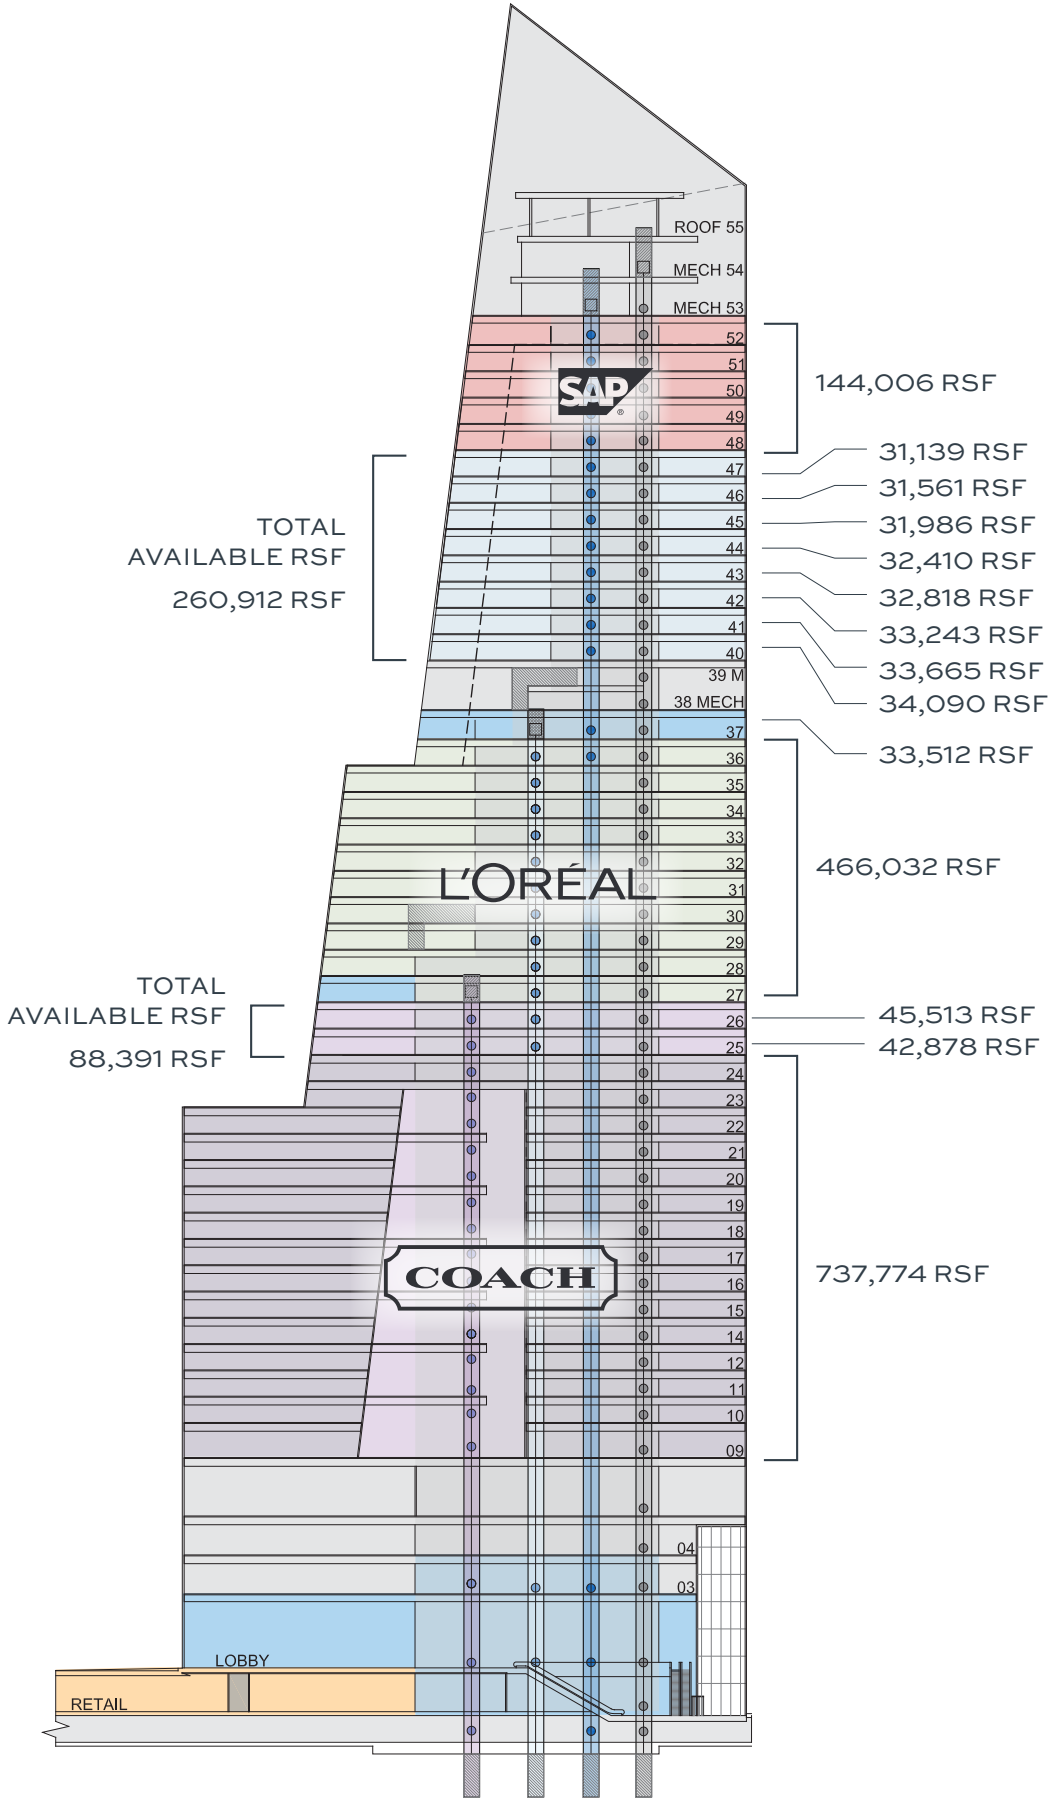 ROOF 55
MECH 54
MECH 53
52
51
50
49
48
SAP
®
144,006 RSF
47
46
45
44
43
42
41
40
31,139 RSF
31,561 RSF
31,986 RSF
32,410 RSF
32,818 RSF
33,243 RSF
33,665 RSF
34,090 RSF
TOTAL
AVAILABLE RSF
260,912 RSF
39 M
38 MECH
37
33,512 RSF
36
35
34
33
32
31
30
29
28
27
L'ORÉAL
466,032 RSF
TOTAL
AVAILABLE RSF
88,391 RSF
26
25
45,513 RSF
42,878 RSF
24
23
22
21
20
19
18
17
16
15
14
12
11
10
09
COACH
737,774 RSF
04
03
LOBBY
RETAIL